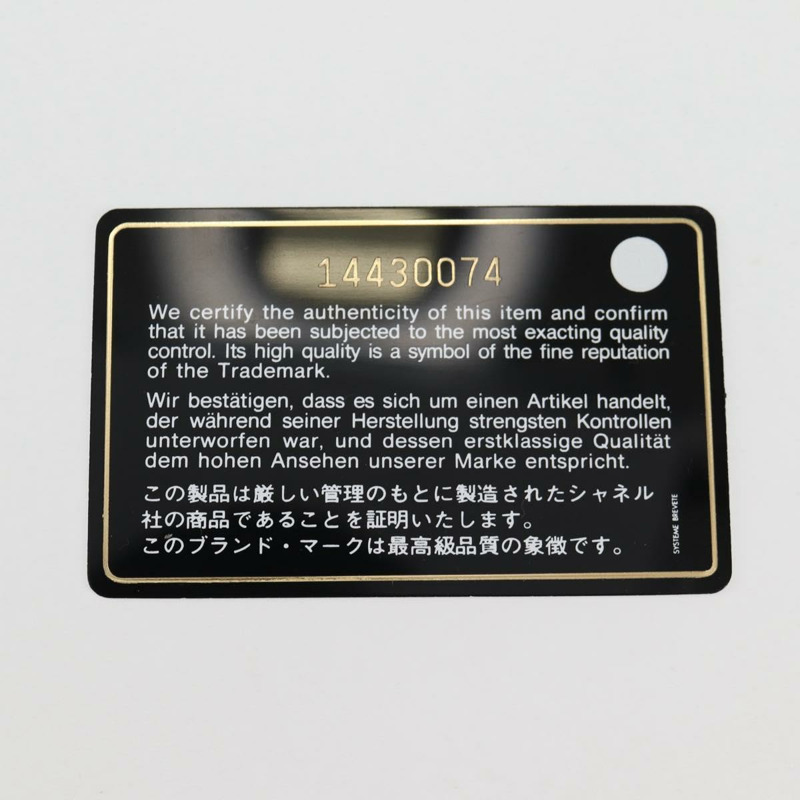 14430074
We certify the authenticity of this item and confirm
that it has been subjected to the most exacting quality
control. Its high quality is a symbol of the fine reputation
of the Trademark.
Wir bestätigen, dass es sich um einen Artikel handelt,
der während seiner Herstellung strengsten Kontrollen
unterworfen war, und dessen erstklassige Qualität
dem hohen Ansehen unserer Marke entspricht.
この製品は厳しい管理のもとに製造されたシャネル
社の商品であることを証明いたします。
このブランド・マークは最高級品質の象徴です。
SYSTEME BREVETE